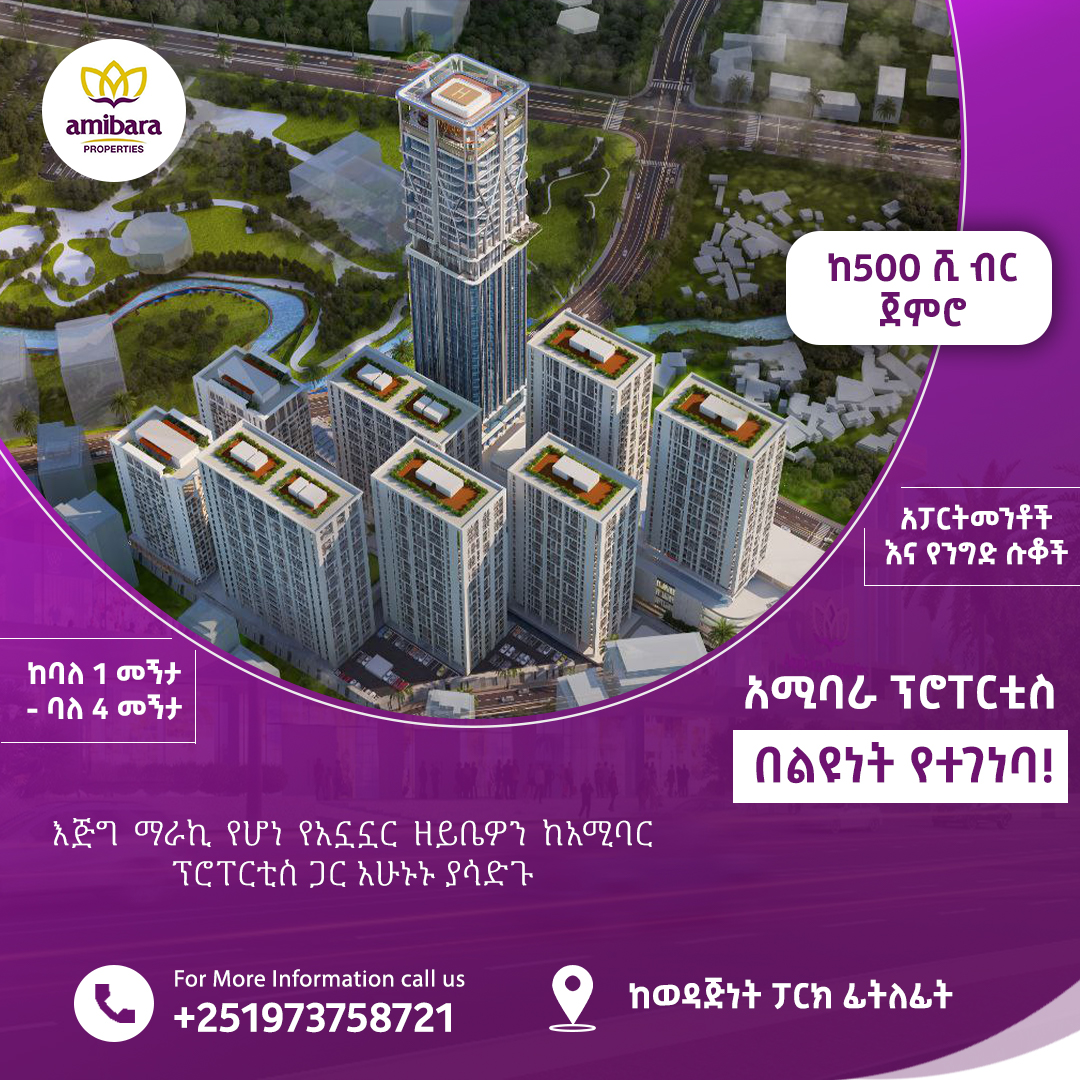 amibara
PROPERTIES
H
ከ500 ሺ ብር
ጀምሮ
አፓርትመንቶች
እና የንግድ ሱቆች
ከባለ 1 መኝታ
- ባለ 4 መኝታ
አሚባራ ፕሮፐርቲስ
በልዩነት የተገነባ!
እጅግ ማራኪ የሆነ የአኗኗር ዘይቤዎን ከአሚባር
ፕሮፐርቲስ ጋር አሁኑኑ ያሳድጉ
For More Information call us
+251973758721
ከወዳጅነት ፓርክ ፊትለፊት